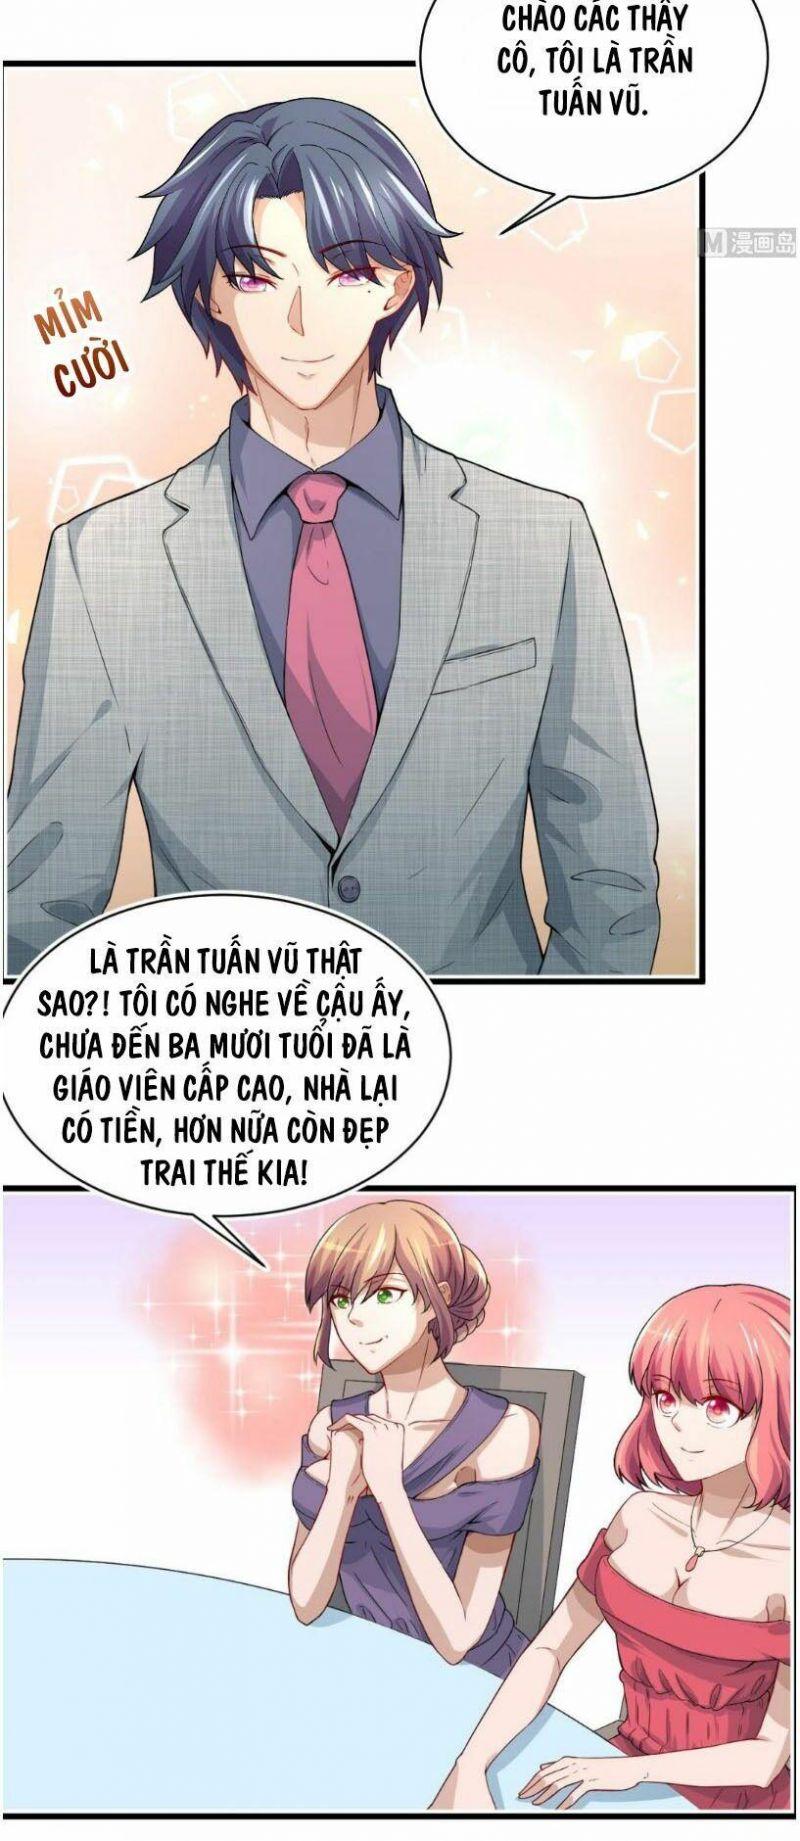 CHÀO CÁC THẦY
CÔ, TÔI LÀ TRẦN
TUẤN VŨ.
M 漫画岛
MỈM
CƯỜI
LÀ TRẦN TUẤN VŨ THẬT
SAO?! TÔI CÓ NGHE VỀ CẬU ẤY,
CHƯA ĐẾN BA MƯƠI TUỔI ĐÃ LÀ
GIÁO VIÊN CẤP CAO, NHÀ LẠI
CÓ TIỀN, HƠN NỮA CÒN ĐẸP
TRAI THẾ KIA!